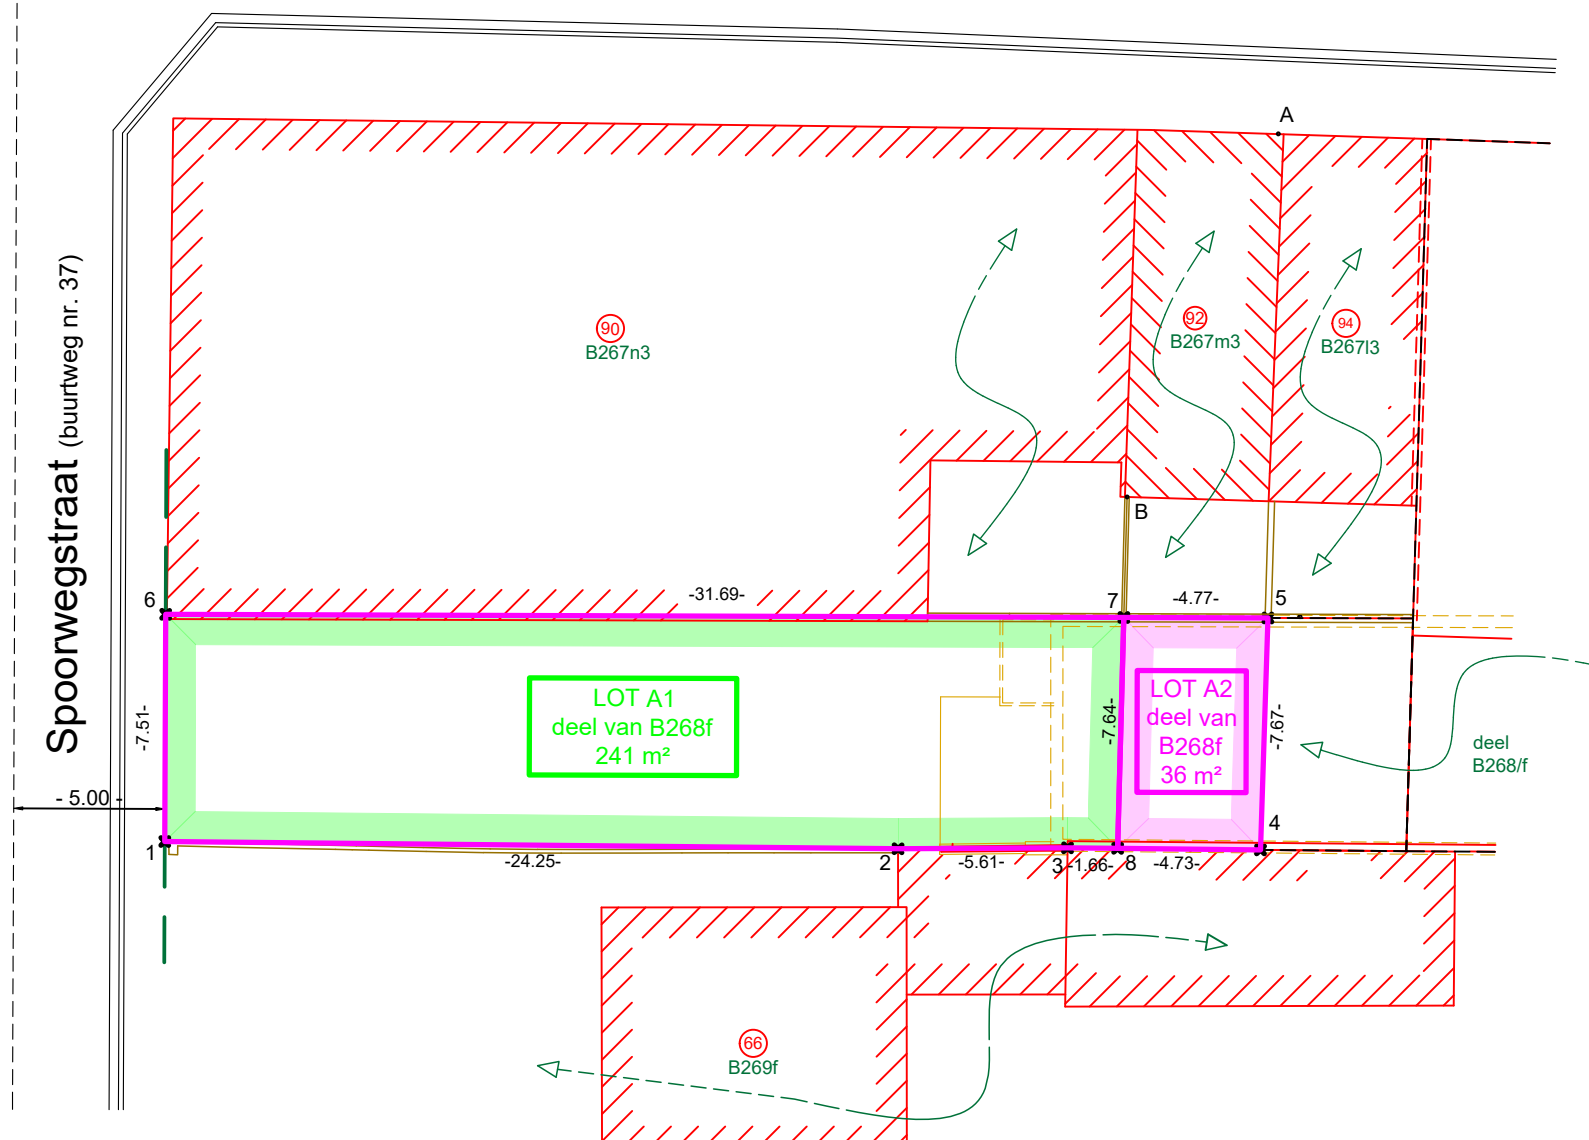 A
Spoorwegstraat (buurtweg nr. 37)
90
B267n3
92
B267m3
94
B267l3
B
6
-31.69-
7
-4.77-
5
LOT A1
deel van B268f
241 m²
LOT A2
deel van
B268f
36 m²
-7.51-
-7.64-
-7.67-
deel
B268/f
- 5.00 -
1
-24.25-
2
-5.61-
3
-1.66-
8
-4.73-
4
66
B269f